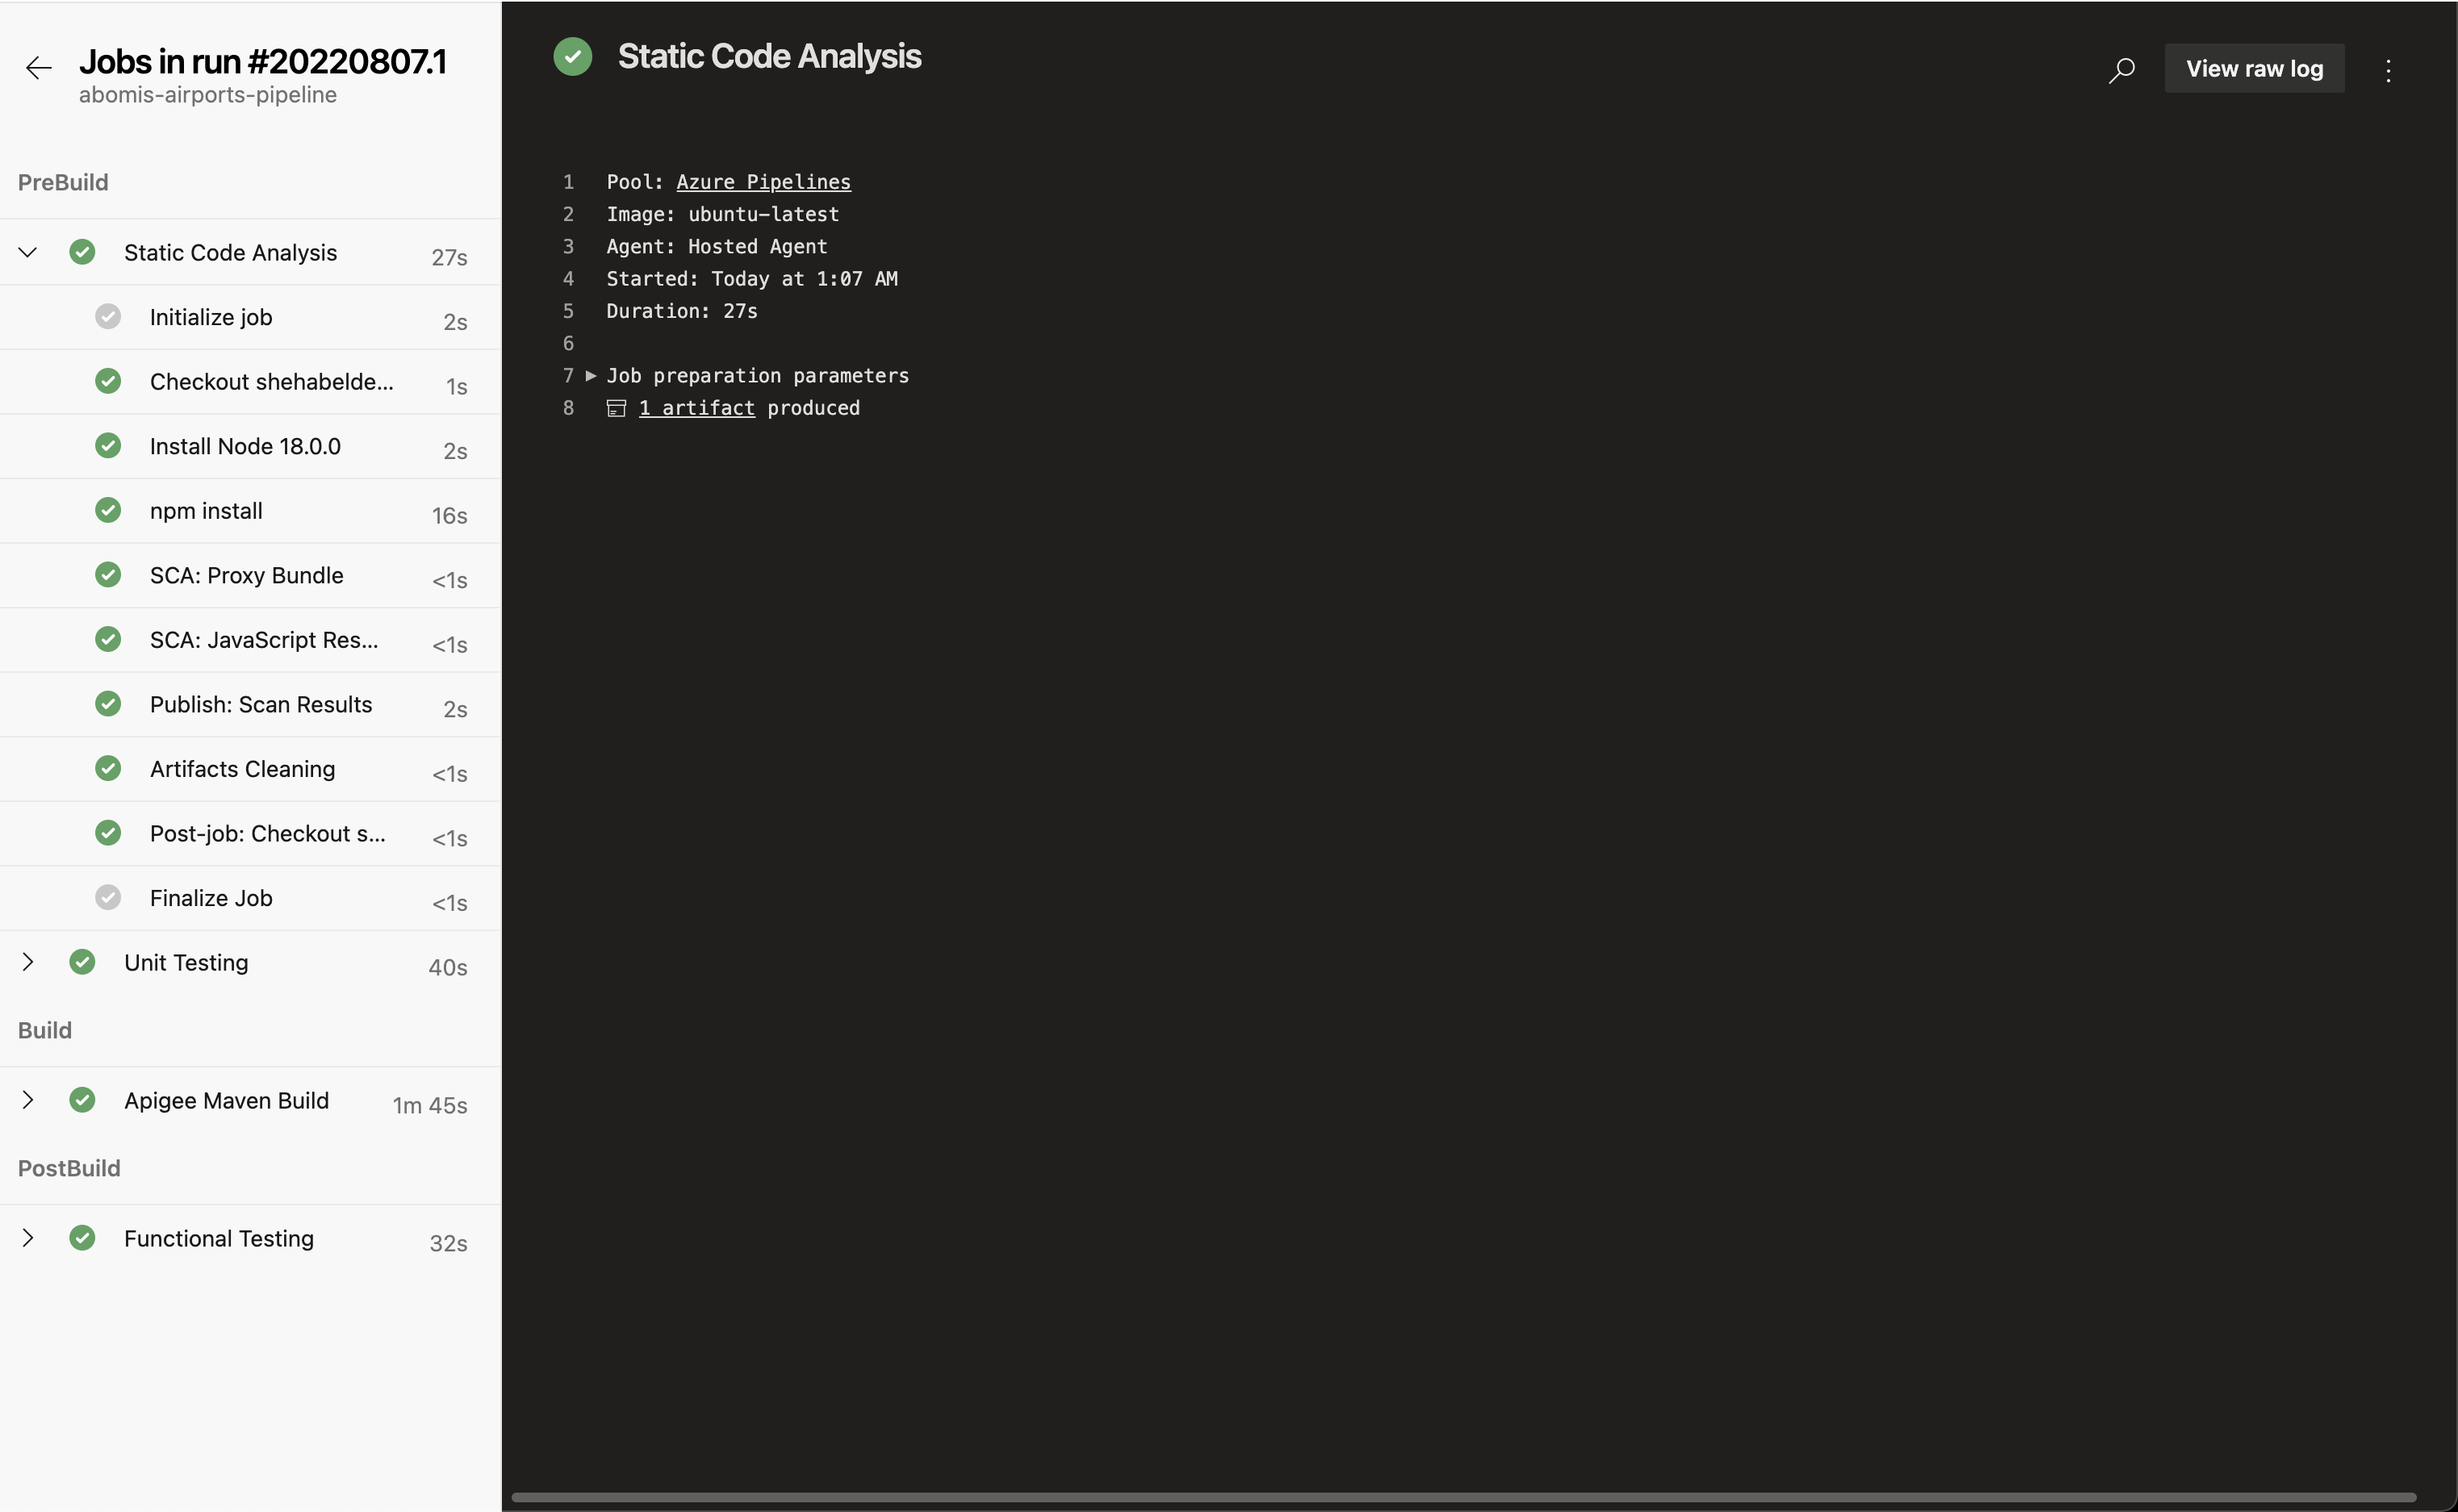 Jobs in run #20220807.1
abomis-airports-pipeline
PreBuild
Static Code Analysis 27s
Initialize job 2s
Checkout shehabelde... 1s
Install Node 18.0.0 2s
npm install 16s
SCA: Proxy Bundle <1s
SCA: JavaScript Res... <1s
Publish: Scan Results 2s
Artifacts Cleaning <1s
Post-job: Checkout s... <1s
Finalize Job <1s
Unit Testing 40s
Build
Apigee Maven Build 1m 45s
PostBuild
Functional Testing 32s
Static Code Analysis
View raw log
1 Pool: Azure Pipelines
2 Image: ubuntu-latest
3 Agent: Hosted Agent
4 Started: Today at 1:07 AM
5 Duration: 27s
6
7 Job preparation parameters
8 1 artifact produced